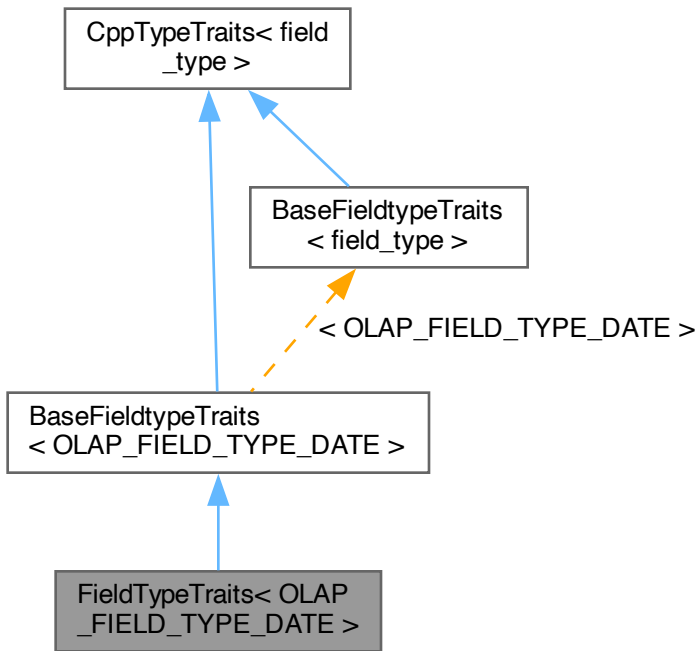 CppTypeTraits< field
_type >
BaseFieldtypeTraits
< field_type >
< OLAP_FIELD_TYPE_DATE >
BaseFieldtypeTraits
< OLAP_FIELD_TYPE_DATE >
FieldTypeTraits< OLAP
_FIELD_TYPE_DATE >